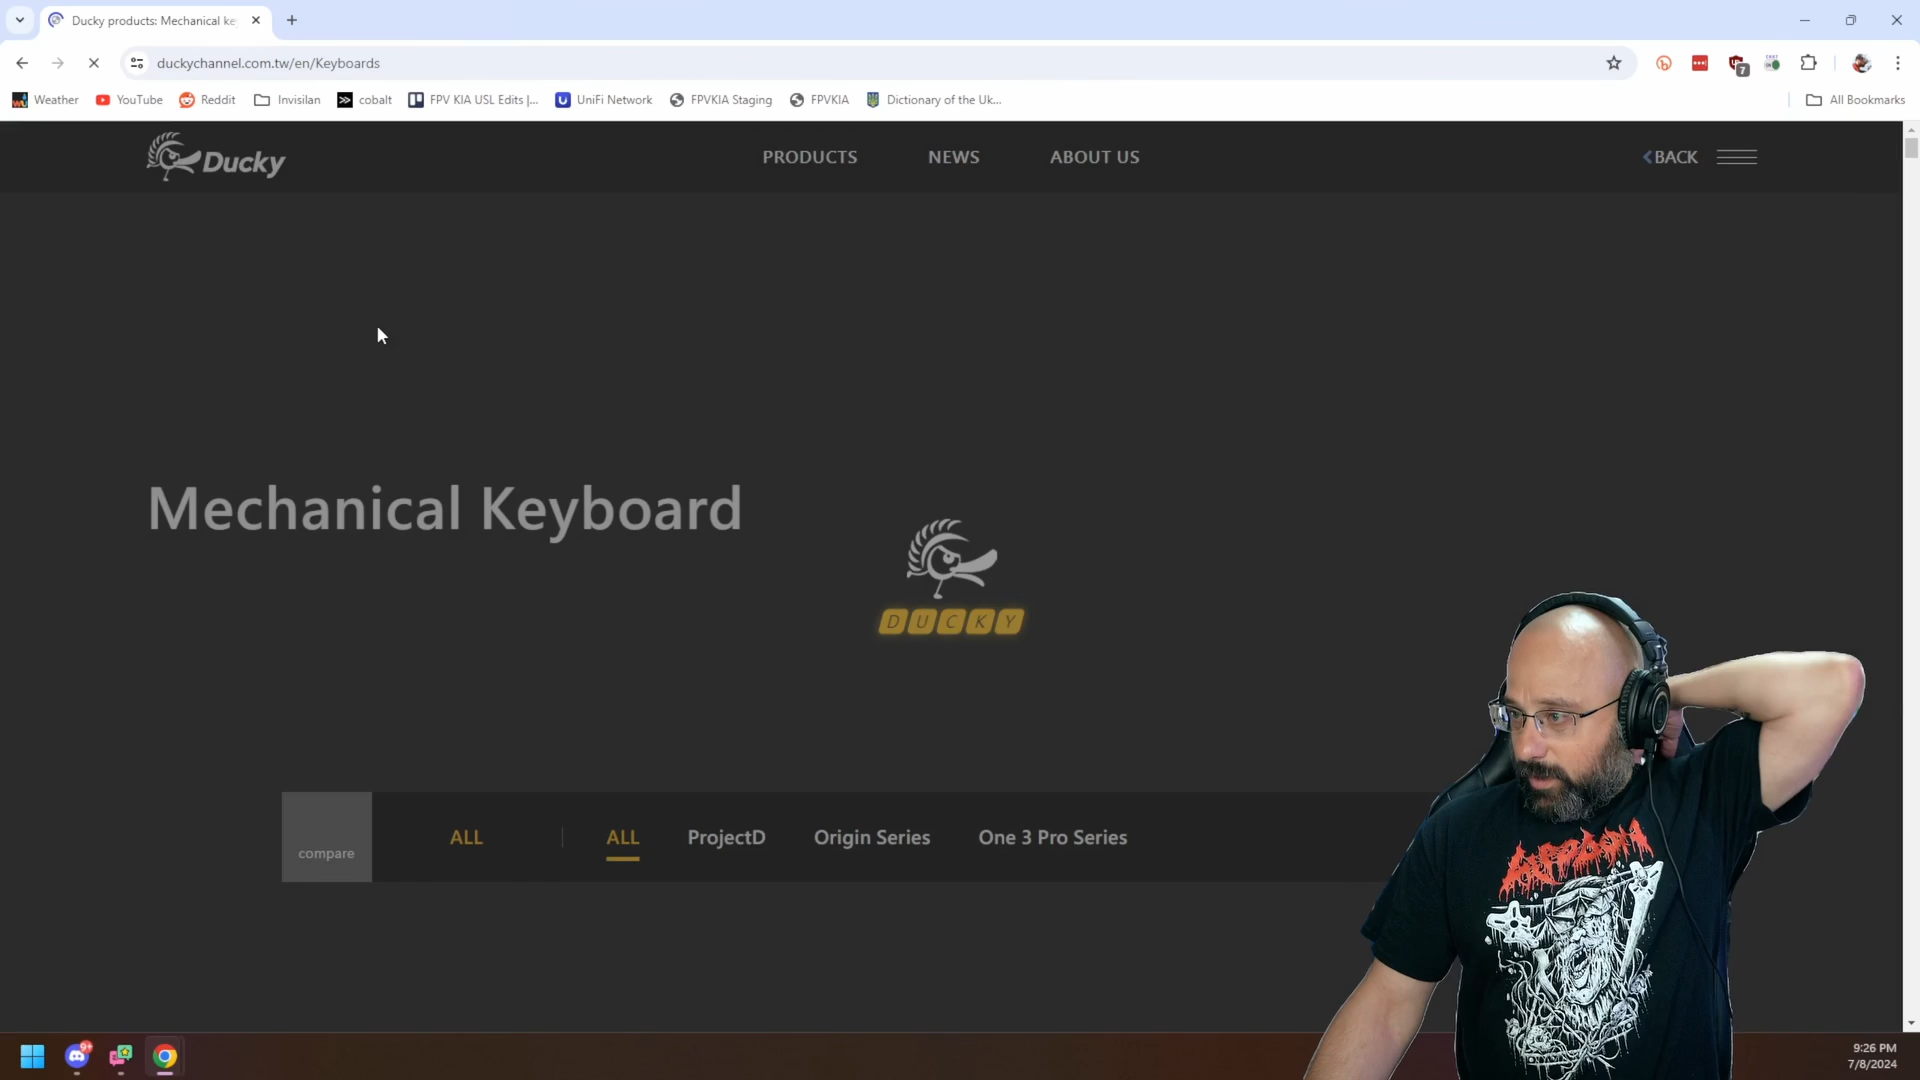 Ducky products: Mechanical ke
duckychannel.com.tw/en/Keyboards
7
Weather
YouTube
Reddit
Invisilan
cobalt
FPV KIA USL Edits |...
UniFi Network
FPVKIA Staging
FPVKIA
Dictionary of the Uk...
All Bookmarks
Ducky
PRODUCTS
NEWS
ABOUT US
BACK
Mechanical Keyboard
DUCKY
compare
ALL
ALL
ProjectD
Origin Series
One 3 Pro Series
9+
9:26 PM
7/8/2024